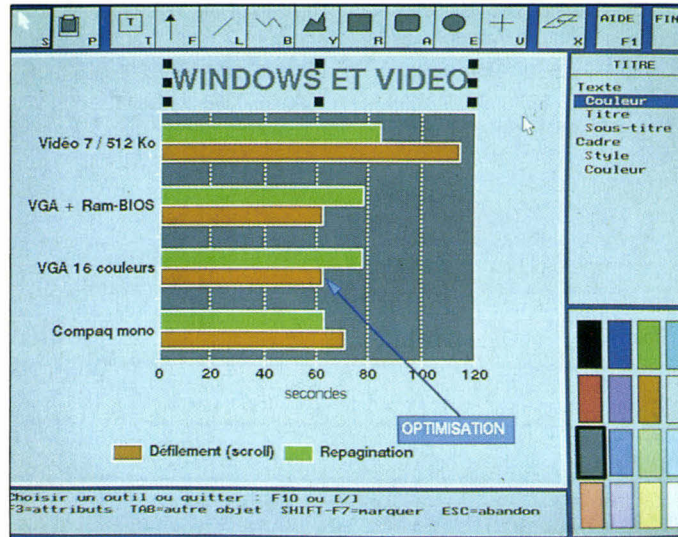 S P T F L B Y R A E U X
AIDE
F1
FIN
WINDOWS ET VIDEO
TITRE
Texte
Couleur
Titre
Sous-titre
Cadre
Style
Couleur
Vidéo 7 / 512 Ko
VGA + Ram-BIOS
VGA 16 couleurs
Compaq mono
0 20 40 60 80 100 120
secondes
OPTIMISATION
Défilement (scroll) Repagination
Choisir un outil ou quitter : F10 ou [/]
F3=attributs TAB=autre objet SHIFT-F7=marquer ESC=abandon